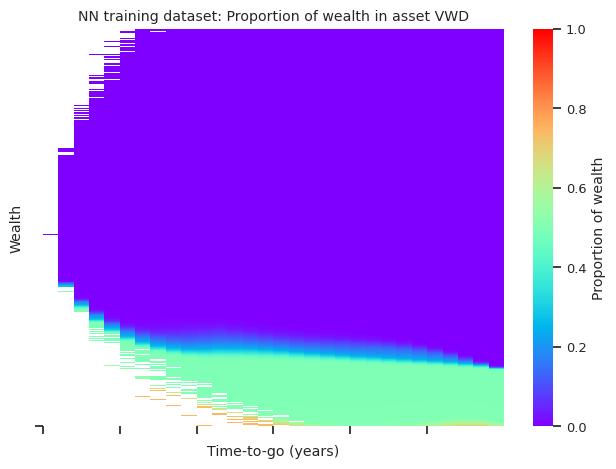 NN training dataset: Proportion of wealth in asset VWD
Wealth
Time-to-go (years)
1.0
0.8
0.6
0.4
0.2
0.0
Proportion of wealth